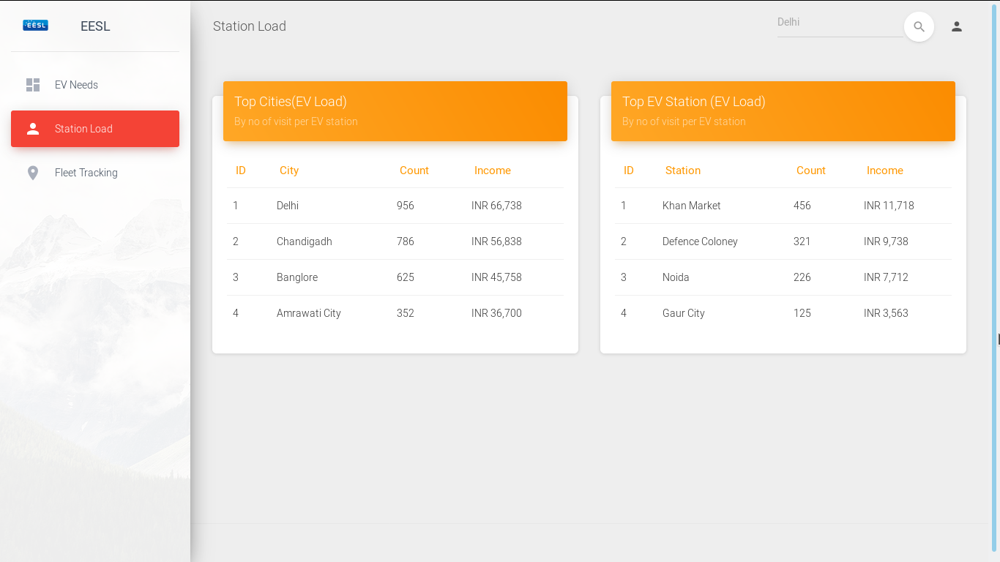 EESL EESL
EV Needs
Station Load
Fleet Tracking
Station Load
Delhi
Top Cities(EV Load)
By no of visit per EV station
ID City Count Income
1 Delhi 956 INR 66,738
2 Chandigadh 786 INR 56,838
3 Banglore 625 INR 45,758
4 Amrawati City 352 INR 36,700
Top EV Station (EV Load)
By no of visit per EV station
ID Station Count Income
1 Khan Market 456 INR 11,718
2 Defence Coloney 321 INR 9,738
3 Noida 226 INR 7,712
4 Gaur City 125 INR 3,563